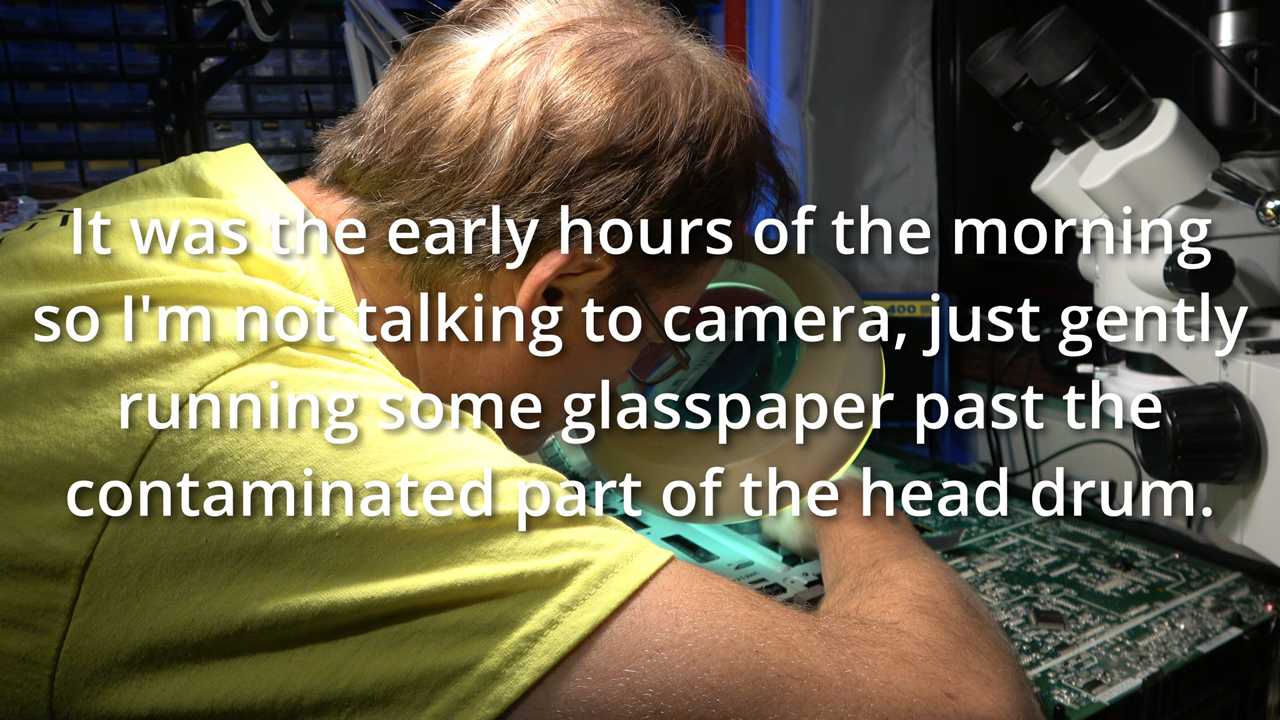 It was the early hours of the morning
so I'm not talking to camera, just gently
running some glasspaper past the
contaminated part of the head drum.
400